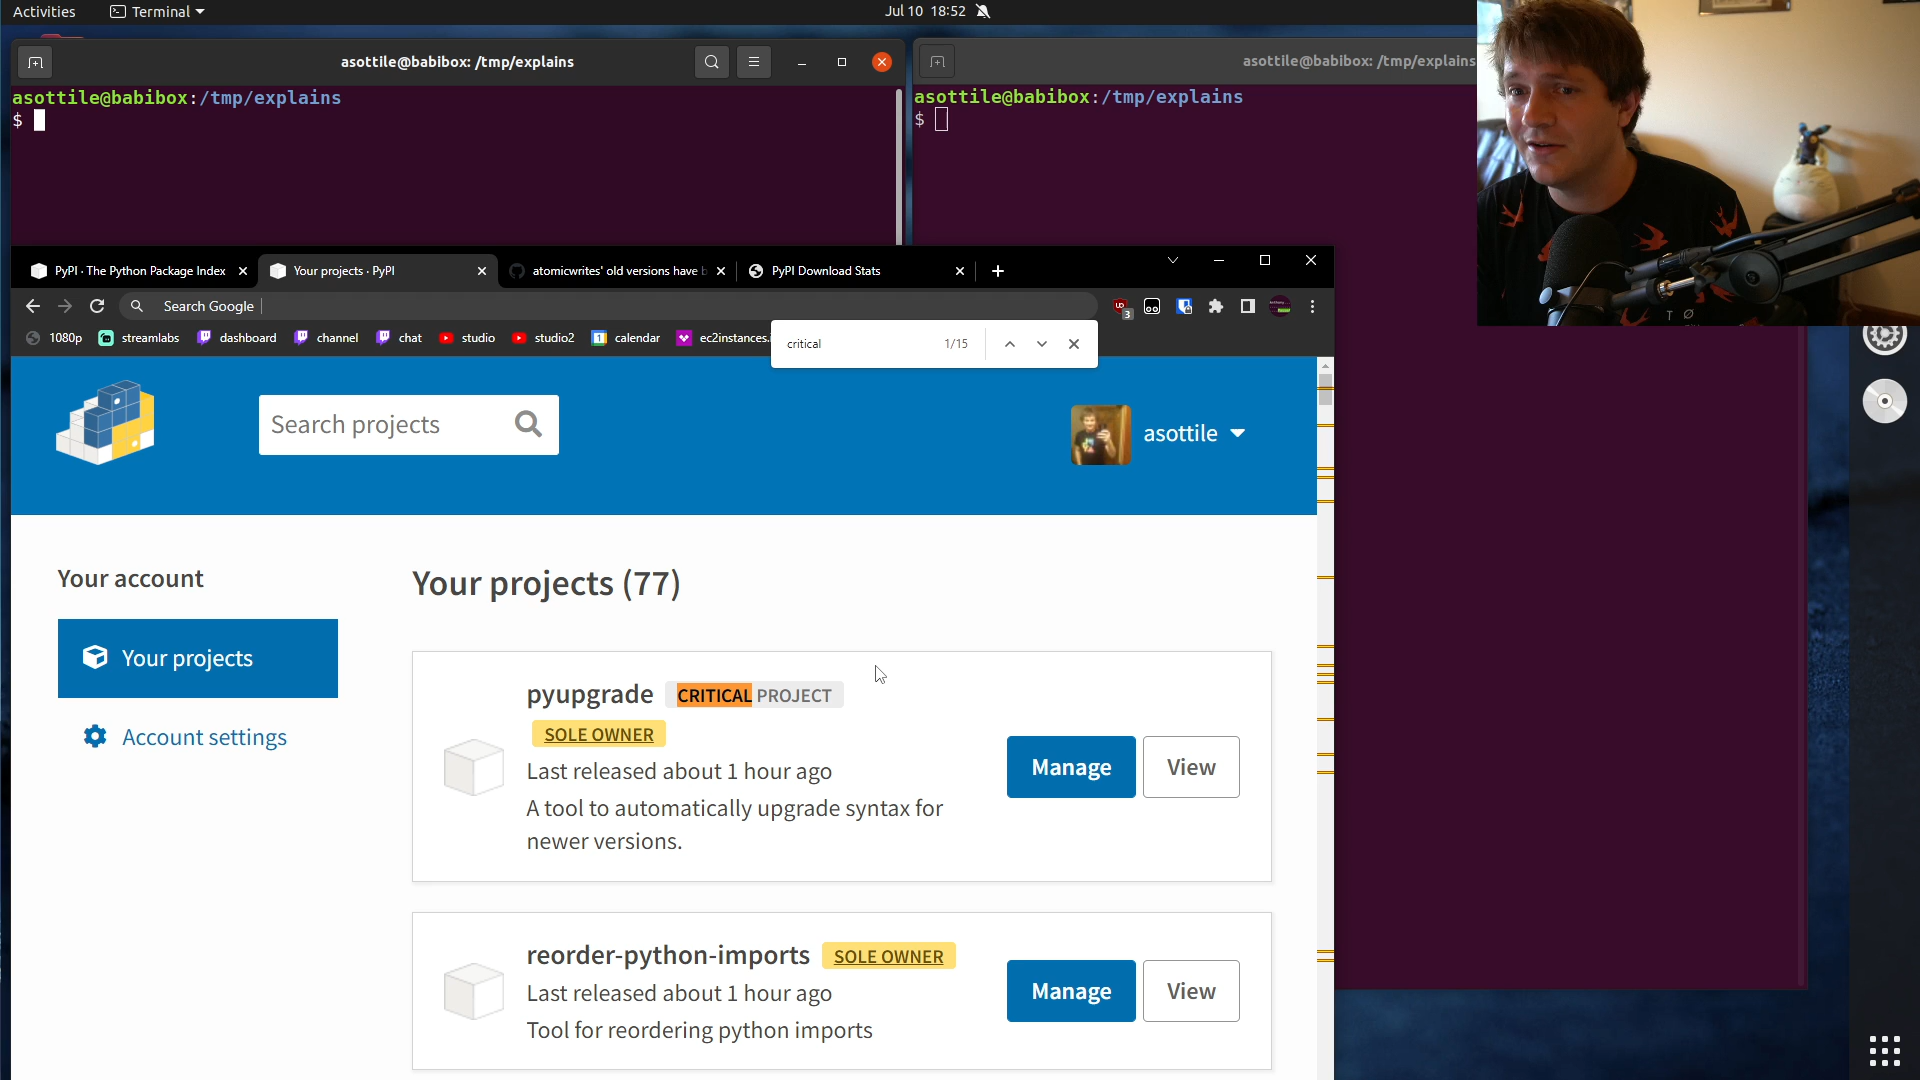 Activities
Terminal
Jul 10 18:52
asottile@babibox: /tmp/explains
asottile@babibox: /tmp/explains
asottile@babibox:/tmp/explains
$
asottile@babibox:/tmp/explains
$
PyPI · The Python Package Index
Your projects · PyPI
atomicwrites' old versions have b
PyPI Download Stats
Search Google
3
1080p
streamlabs
dashboard
channel
chat
studio
studio2
calendar
ec2instances.i
critical
1/15
Search projects
asottile
Your account
Your projects
Account settings
Your projects (77)
pyupgrade CRITICAL PROJECT
SOLE OWNER
Last released about 1 hour ago
A tool to automatically upgrade syntax for
newer versions.
Manage
View
reorder-python-imports SOLE OWNER
Last released about 1 hour ago
Tool for reordering python imports
Manage
View